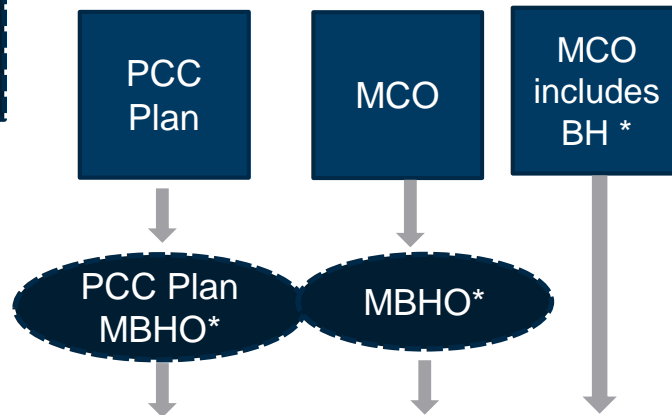 PCC
Plan
MCO
MCO
includes
BH *
PCC Plan
MBHO*
MBHO*